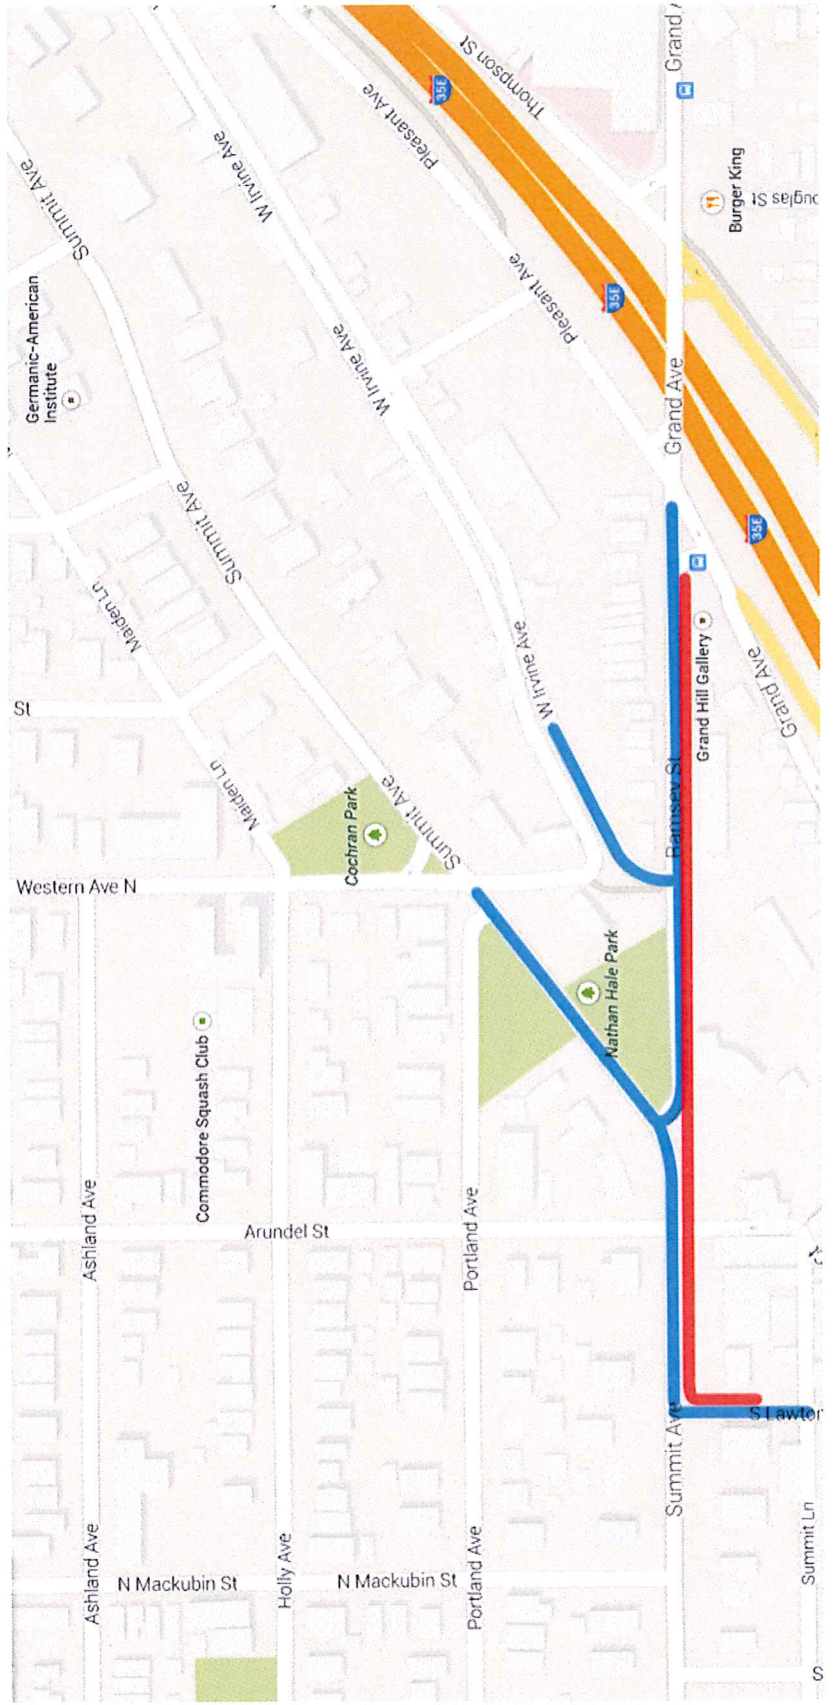 Thompson St
Grand
Pleasant Ave
35E
W Irvine Ave
Summit Ave
Burger King
Germanic-American
Institute
Pleasant Ave
35E
W Irvine Ave
Grand Ave
Summit Ave
35E
Maiden Ln
W Irvine Ave
Grand Hill Gallery
Grand Ave
St
Maiden Ln
Ramsey St
Cochran Park
Summit Ave
Western Ave N
Nathan Hale Park
Commodore Squash Club
Ashland Ave
Arundel St
Portland Ave
S Lawton
Summit Ave
Ashland Ave
N Mackubin St
Holly Ave
N Mackubin St
Portland Ave
Summit Ln
S